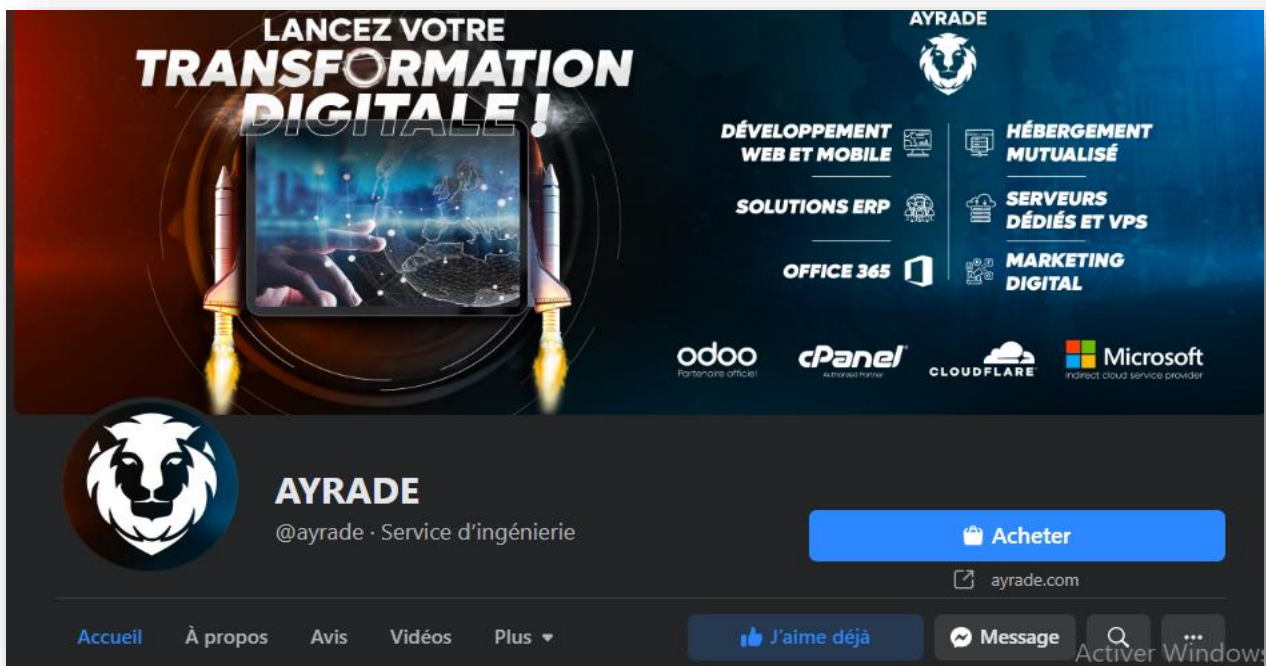 LANCEZ VOTRE
TRANSFORMATION
DIGITALE !
AYRADE
DÉVELOPPEMENT
WEB ET MOBILE
SOLUTIONS ERP
OFFICE 365
HÉBERGEMENT
MUTUALISÉ
SERVEURS
DÉDIÉS ET VPS
MARKETING
DIGITAL
odoo
Partenaire officiel
cPanel
Authorized Partner
CLOUDFLARE
Microsoft
Indirect cloud service provider
AYRADE
@ayrade · Service d'ingénierie
Acheter
ayrade.com
Accueil À propos Avis Vidéos Plus
J'aime déjà Message
Activer Windows